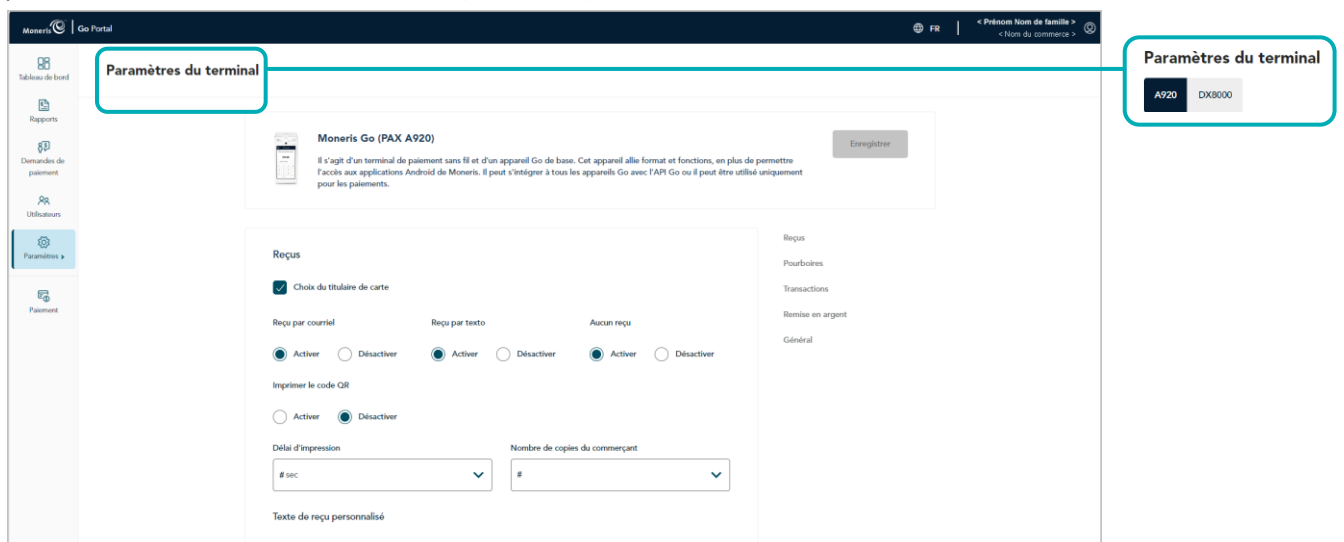 Moneris Go Portal
FR
< Prénom Nom de famille >
< Nom du commerce >
Tableau de bord
Rapports
Demandes de
paiement
Utilisateurs
Paramètres
Paiement
Paramètres du terminal
Paramètres du terminal
A920 DX8000
Moneris Go (PAX A920)
Il s'agit d'un terminal de paiement sans fil et d'un appareil Go de base. Cet appareil allie format et fonctions, en plus de permettre
l'accès aux applications Android de Moneris. Il peut s'intégrer à tous les appareils Go avec l'API Go ou il peut être utilisé uniquement
pour les paiements.
Enregistrer
Reçus
Choix du titulaire de carte
Reçu par courriel Reçu par texto Aucun reçu
Activer Désactiver Activer Désactiver Activer Désactiver
Imprimer le code QR
Activer Désactiver
Délai d'impression Nombre de copies du commerçant
# sec #
Texte de reçu personnalisé
Reçus
Pourboires
Transactions
Remise en argent
Général